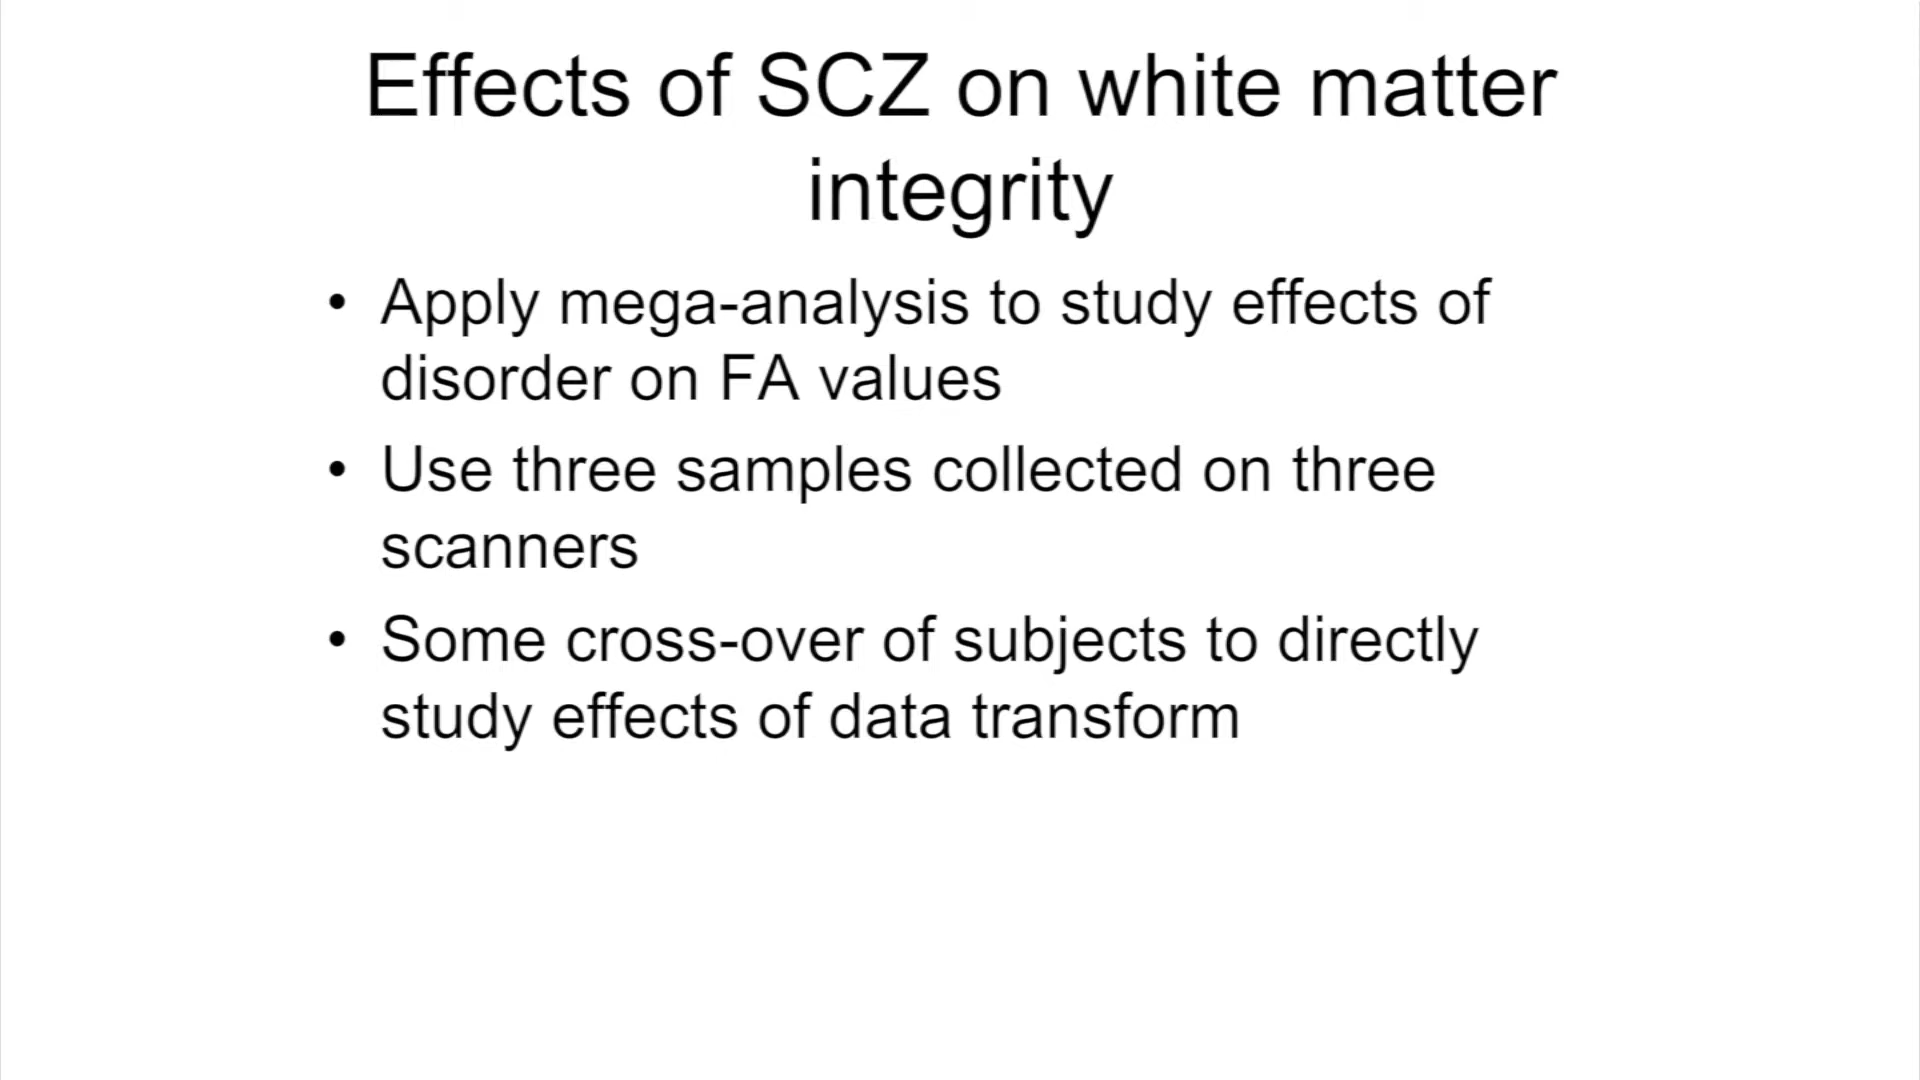 Effects of SCZ on white matter
integrity
• Apply mega-analysis to study effects of
disorder on FA values
• Use three samples collected on three
scanners
• Some cross-over of subjects to directly
study effects of data transform